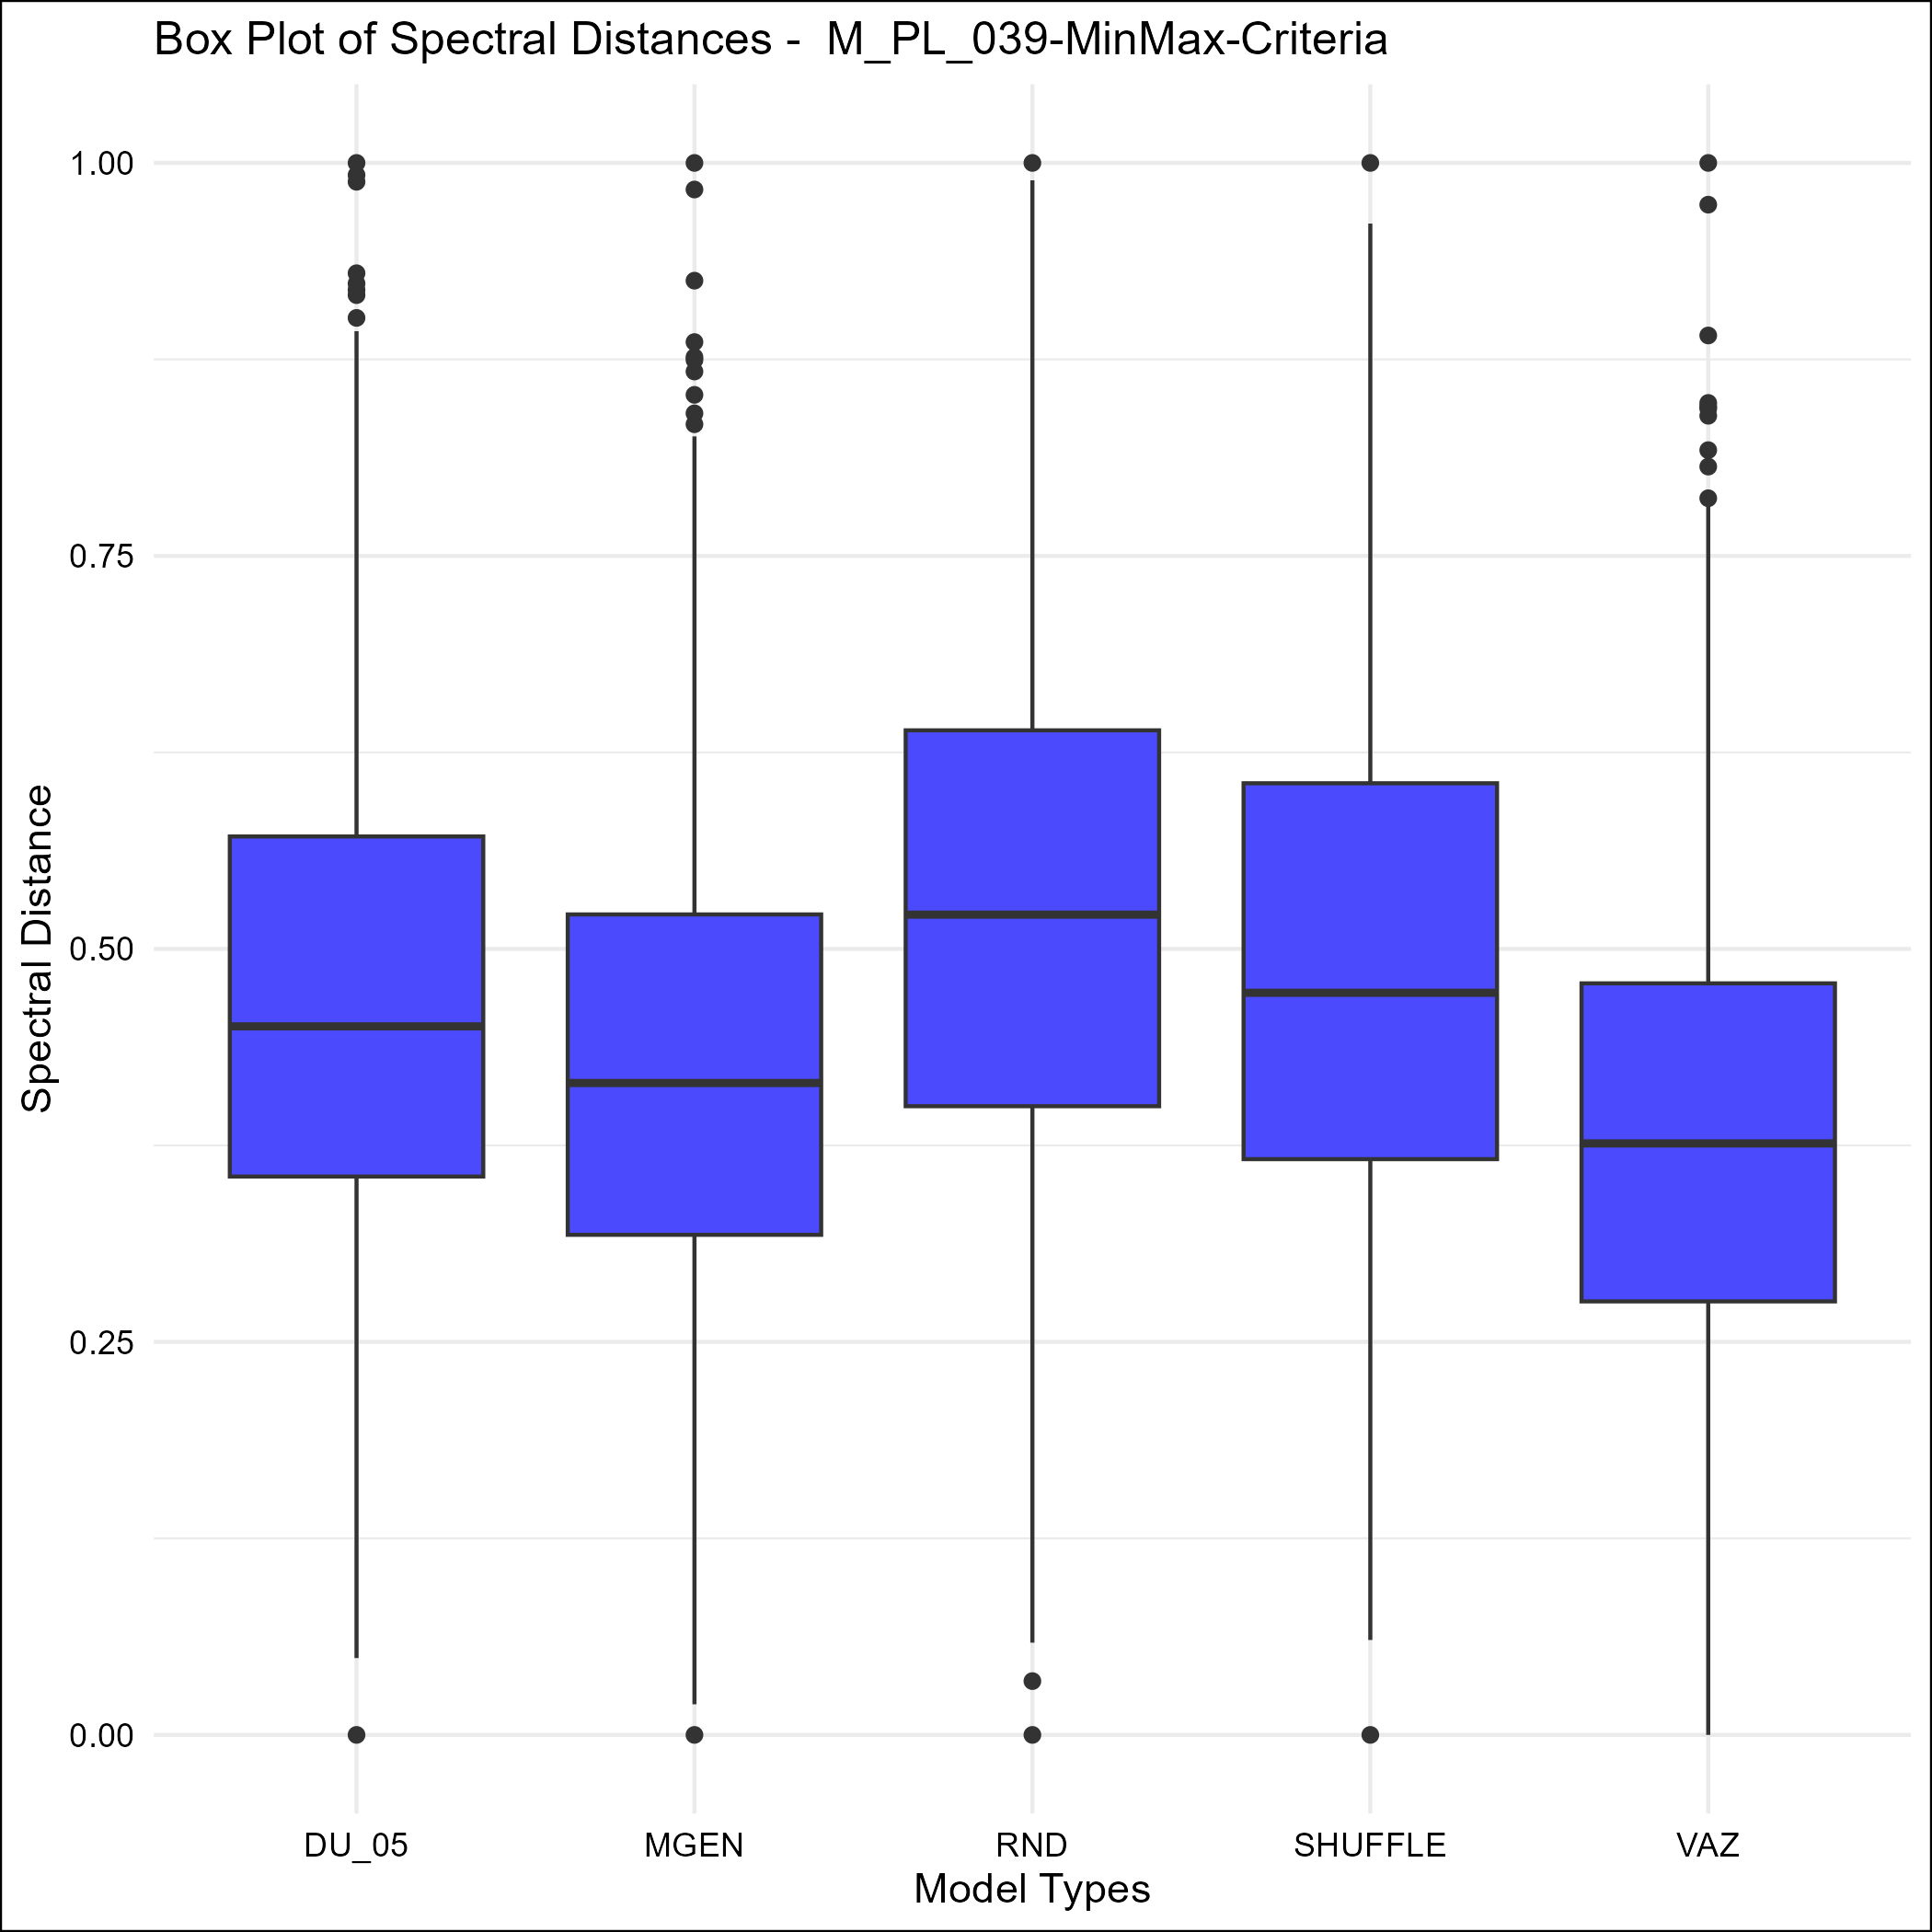 Box Plot of Spectral Distances -  M_PL_039-MinMax-Criteria
Spectral Distance
1.00
0.75
0.50
0.25
0.00
DU_05 MGEN RND SHUFFLE VAZ
Model Types